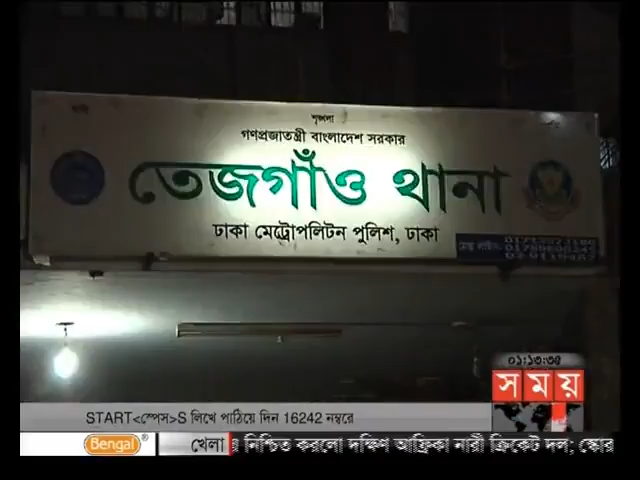 শৃঙ্খলা
গণপ্রজাতন্ত্রী বাংলাদেশ সরকার
তেজগাঁও থানা
ঢাকা মেট্রোপলিটন পুলিশ, ঢাকা
০১:১৩:৩৫
সময়
START<স্পেস>S লিখে পাঠিয়ে দিন 16242 নম্বরে
Bengal®
খেলা নিশ্চিত করলো দক্ষিণ আফ্রিকা নারী ক্রিকেট দল; স্কোর